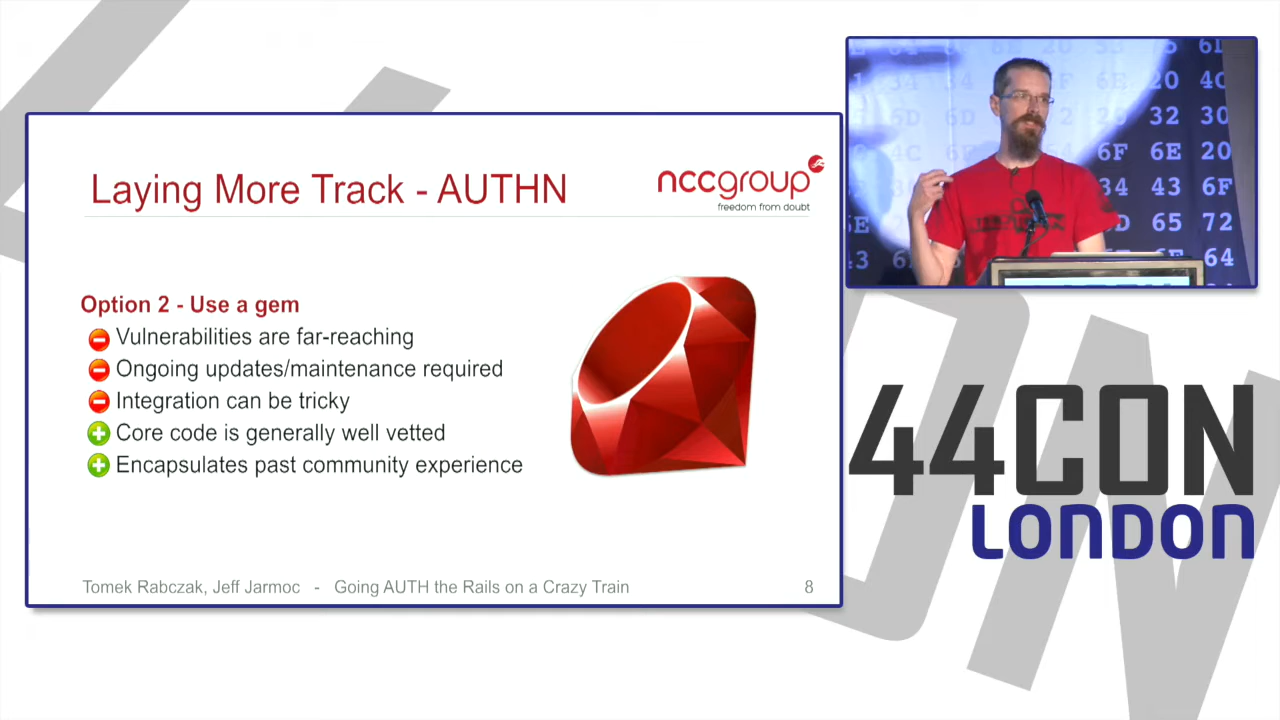 Laying More Track - AUTHN
nccgroup
freedom from doubt
Option 2 - Use a gem
Vulnerabilities are far-reaching
Ongoing updates/maintenance required
Integration can be tricky
Core code is generally well vetted
Encapsulates past community experience
Tomek Rabczak, Jeff Jarmoc - Going AUTH the Rails on a Crazy Train
8
44CON
LONDON